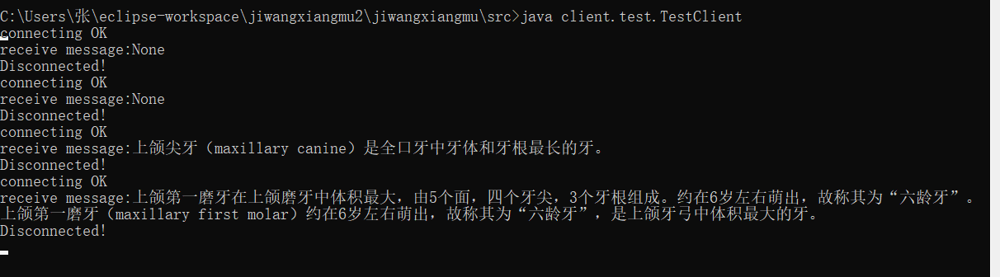 C:\Users\张\eclipse-workspace\jiwangxiangmu2\jiwangxiangmu\src>java client.test.TestClient
connecting OK
receive message:None
Disconnected!
connecting OK
receive message:None
Disconnected!
connecting OK
receive message:上颌尖牙（maxillary canine）是全口牙中牙体和牙根最长的牙。
Disconnected!
connecting OK
receive message:上颌第一磨牙在上颌磨牙中体积最大，由5个面，四个牙尖，3个牙根组成。约在6岁左右萌出，故称其为“六龄牙”。
上颌第一磨牙（maxillary first molar）约在6岁左右萌出，故称其为“六龄牙”，是上颌牙弓中体积最大的牙。
Disconnected!